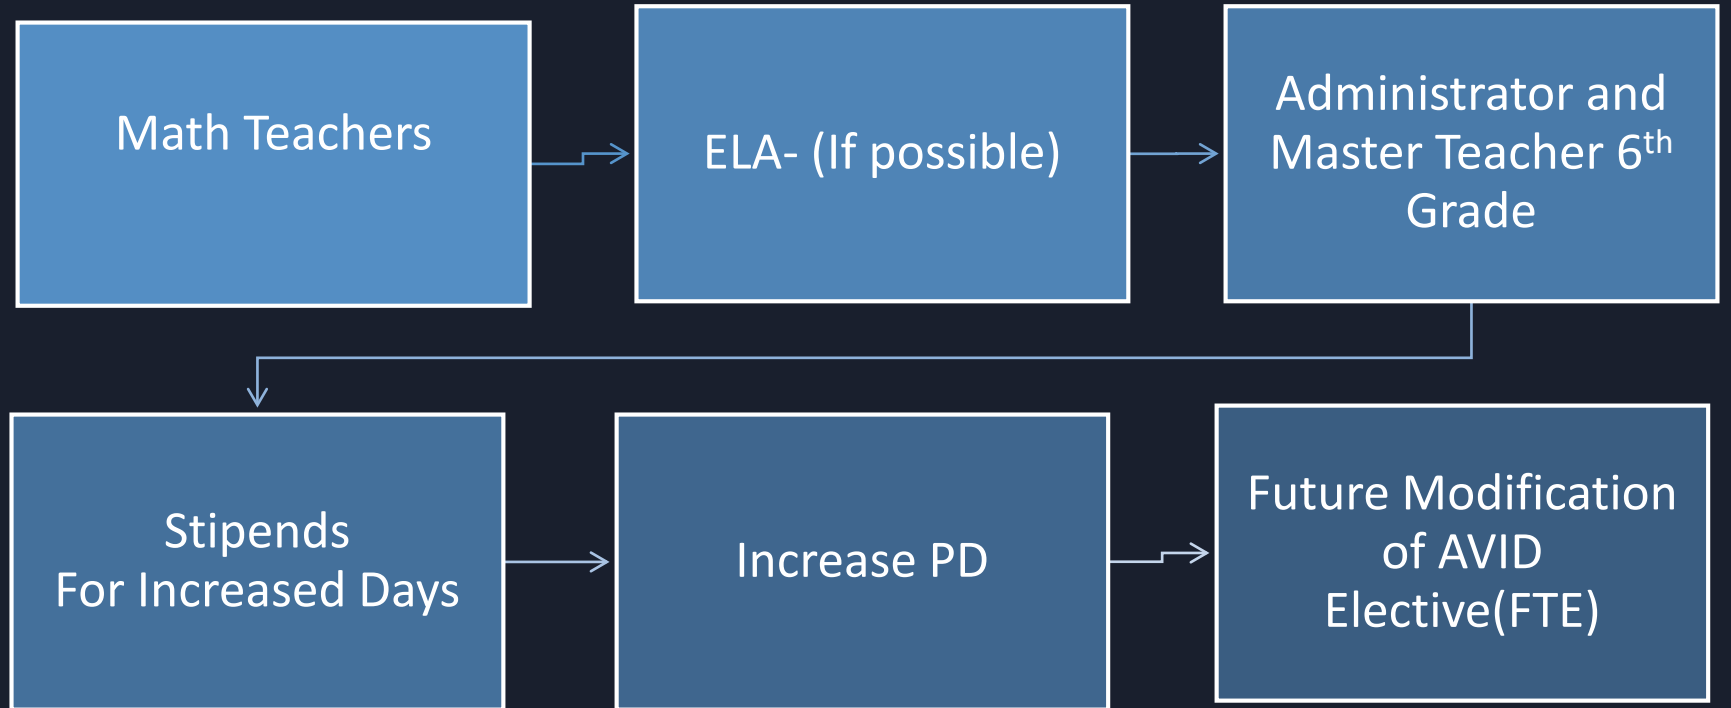 Math Teachers
ELA- (If possible)
Administrator and
Master Teacher 6th
Grade
Stipends
For Increased Days
Increase PD
Future Modification
of AVID
Elective(FTE)